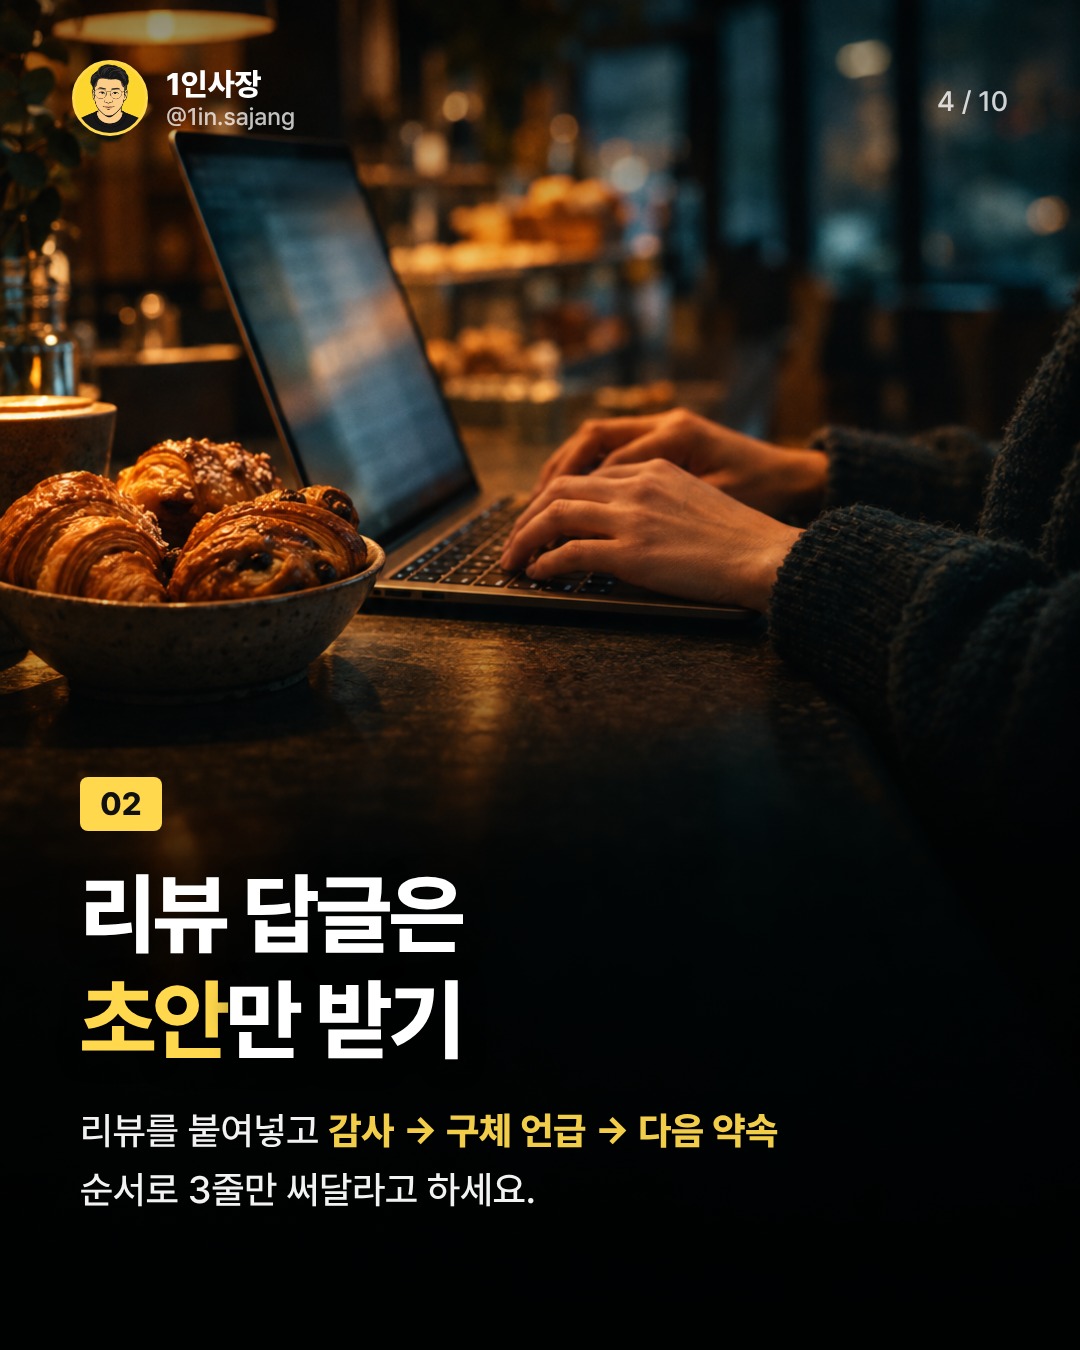 1인사장
@1in.sajang
4 / 10
02
리뷰 답글은
초안만 받기
리뷰를 붙여넣고 감사 → 구체 언급 → 다음 약속
순서로 3줄만 써달라고 하세요.